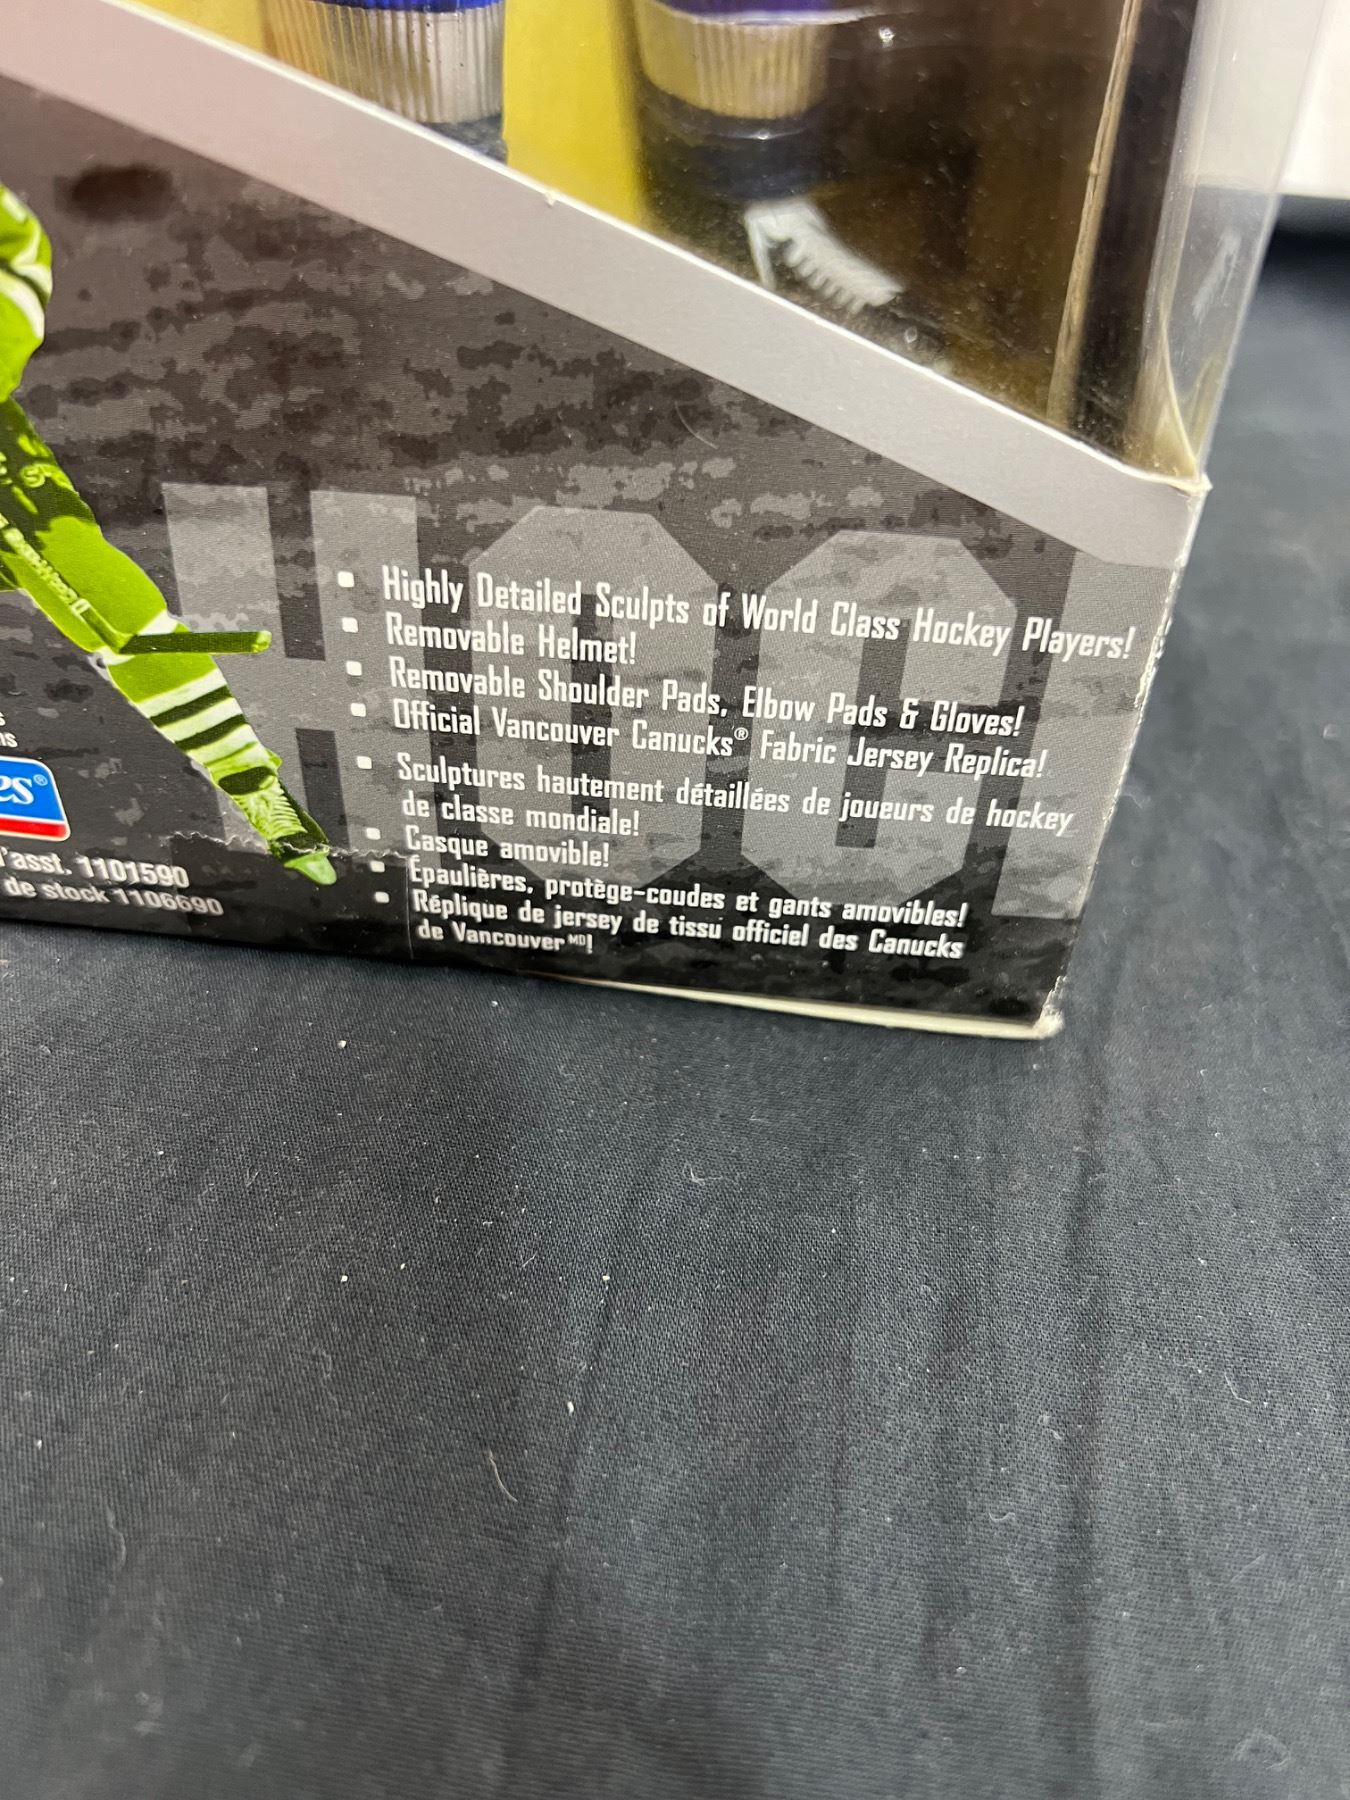 HOC
▪ Highly Detailed Sculpts of World Class Hockey Players!
▪ Removable Helmet!
▪ Removable Shoulder Pads, Elbow Pads & Gloves!
▪ Official Vancouver Canucks® Fabric Jersey Replica!
▪ Sculptures hautement détaillées de joueurs de hockey
de classe mondiale!
▪ Casque amovible!
▪ Épaulières, protège-coudes et gants amovibles!
▪ Réplique de jersey de tissu officiel des Canucks
de Vancouver MD!
es®
l'asst. 1101590
de stock 1106690